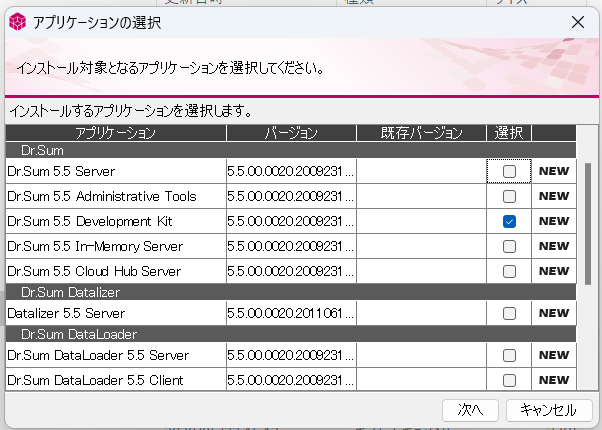 アプリケーションの選択
インストール対象となるアプリケーションを選択してください。
インストールするアプリケーションを選択します。
アプリケーション バージョン 既存バージョン 選択
Dr.Sum
Dr.Sum 5.5 Server 5.5.00.0020.2009231... NEW
Dr.Sum 5.5 Administrative Tools 5.5.00.0020.2009231... NEW
Dr.Sum 5.5 Development Kit 5.5.00.0020.2009231... NEW
Dr.Sum 5.5 In-Memory Server 5.5.00.0020.2009231... NEW
Dr.Sum 5.5 Cloud Hub Server 5.5.00.0020.2009231... NEW
Dr.Sum Datalizer
Datalizer 5.5 Server 5.5.00.0020.2011061... NEW
Dr.Sum DataLoader
Dr.Sum DataLoader 5.5 Server 5.5.00.0020.2009231... NEW
Dr.Sum DataLoader 5.5 Client 5.5.00.0020.2009231... NEW
次へ キャンセル